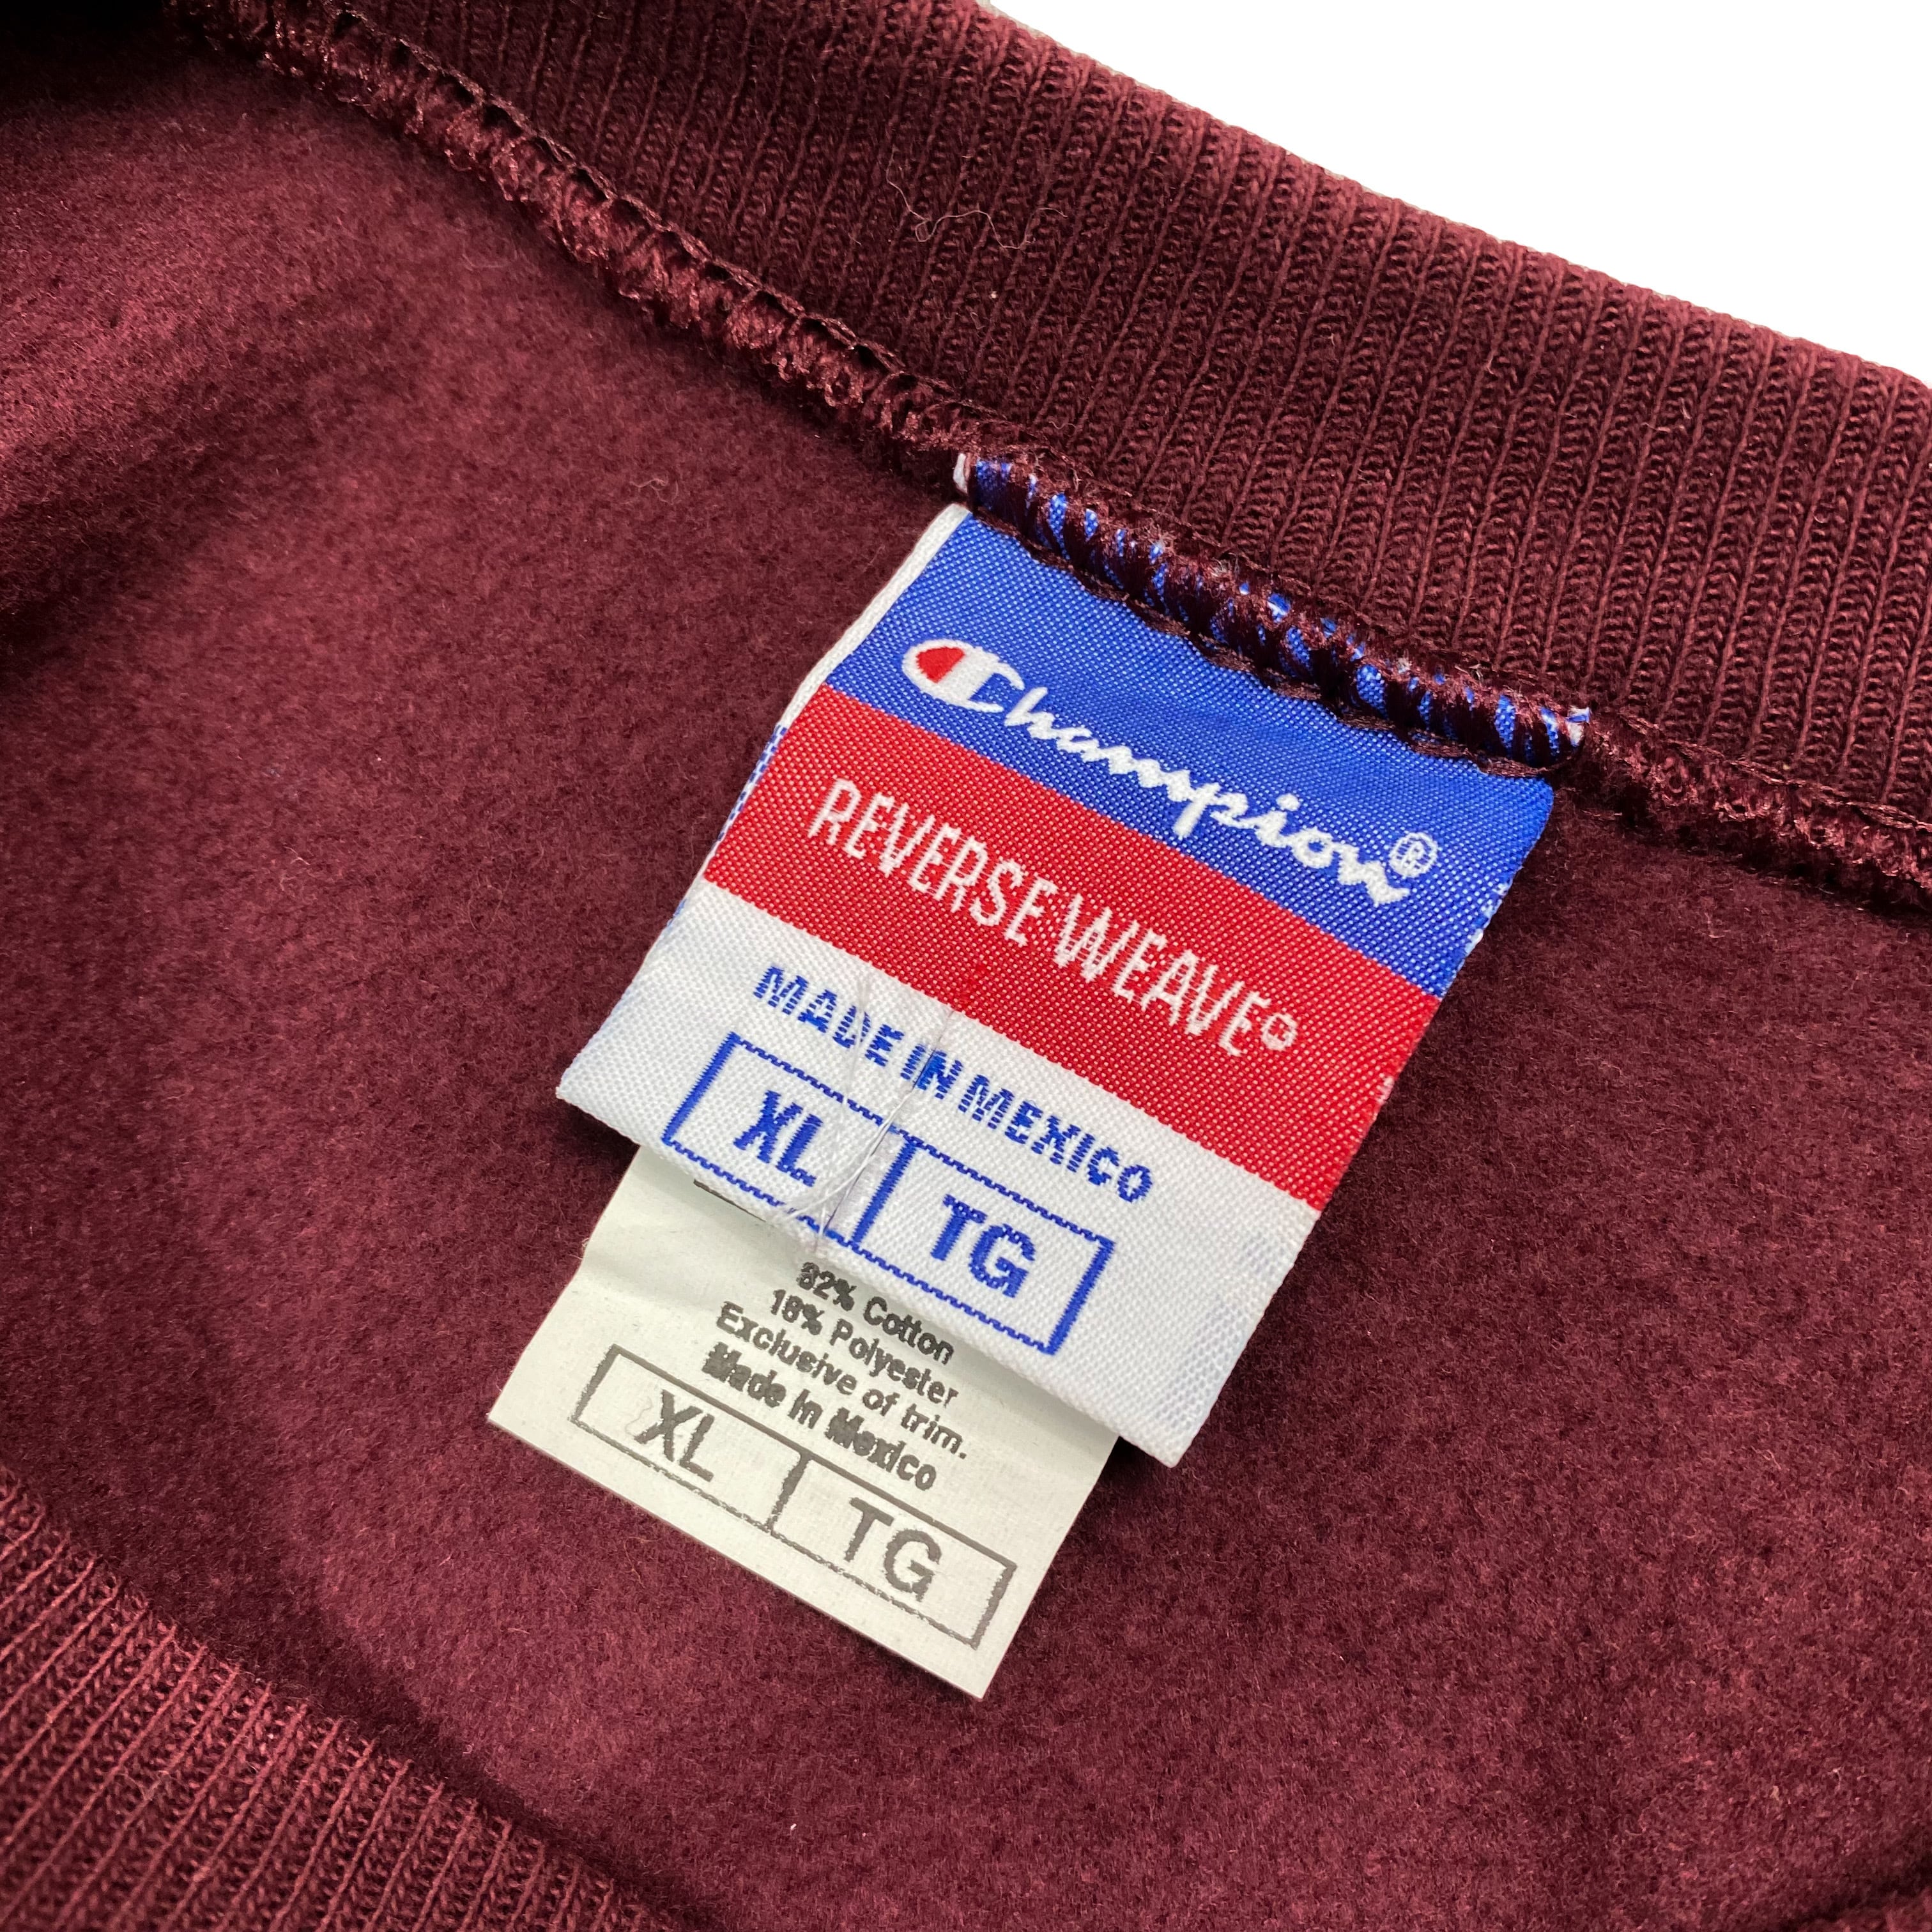 Champion®
REVERSE WEAVE®
MADE IN MEXICO
XL TG
82% Cotton
18% Polyester
Exclusive of trim.
Made in Mexico
XL TG